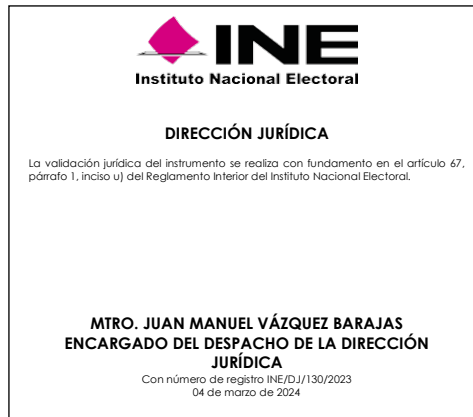 INE
Instituto Nacional Electoral
DIRECCIÓN JURÍDICA
La validación jurídica del instrumento se realiza con fundamento en el artículo 67,
párrafo 1, inciso u) del Reglamento Interior del Instituto Nacional Electoral.
MTRO. JUAN MANUEL VÁZQUEZ BARAJAS
ENCARGADO DEL DESPACHO DE LA DIRECCIÓN
JURÍDICA
Con número de registro INE/DJ/130/2023
04 de marzo de 2024